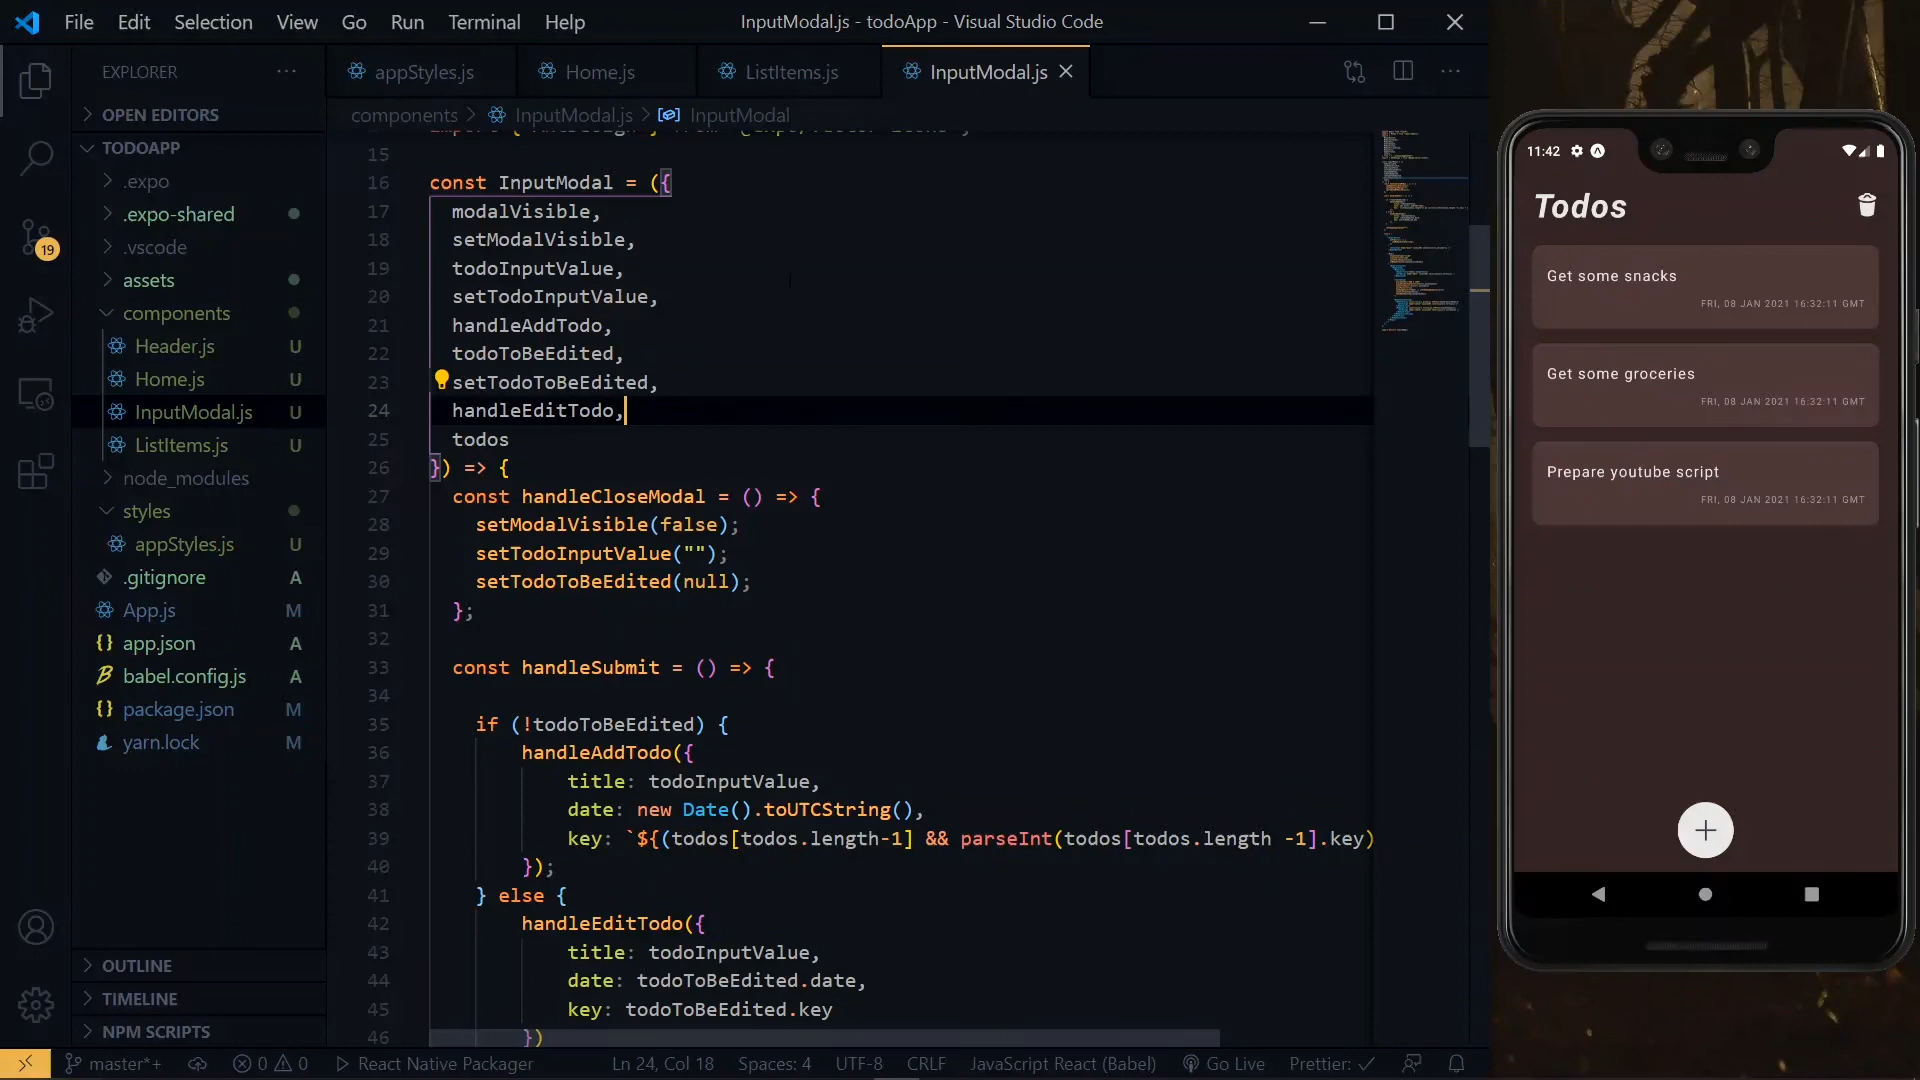 File Edit Selection View Go Run Terminal Help
InputModal.js - todoApp - Visual Studio Code
EXPLORER
OPEN EDITORS
TODOAPP
.expo
.expo-shared
.vscode
assets
components
Header.js U
Home.js U
InputModal.js U
ListItems.js U
node_modules
styles
appStyles.js U
.gitignore A
App.js M
app.json A
babel.config.js A
package.json M
yarn.lock M
OUTLINE
TIMELINE
NPM SCRIPTS
19
appStyles.js Home.js ListItems.js InputModal.js
components > InputModal.js > InputModal
15
16 const InputModal = ({
17 modalVisible,
18 setModalVisible,
19 todoInputValue,
20 setTodoInputValue,
21 handleAddTodo,
22 todoToBeEdited,
23 setTodoToBeEdited,
24 handleEditTodo,
25 todos
26 }) => {
27 const handleCloseModal = () => {
28 setModalVisible(false);
29 setTodoInputValue("");
30 setTodoToBeEdited(null);
31 };
32
33 const handleSubmit = () => {
34
35 if (!todoToBeEdited) {
36 handleAddTodo({
37 title: todoInputValue,
38 date: new Date().toUTCString(),
39 key: `${(todos[todos.length-1] && parseInt(todos[todos.length -1].key)
40 });
41 } else {
42 handleEditTodo({
43 title: todoInputValue,
44 date: todoToBeEdited.date,
45 key: todoToBeEdited.key
46 })
master*+ 0 0 React Native Packager Ln 24, Col 18 Spaces: 4 UTF-8 CRLF JavaScript React (Babel) Go Live Prettier: ✓
11:42
Todos
Get some snacks
FRI, 08 JAN 2021 16:32:11 GMT
Get some groceries
FRI, 08 JAN 2021 16:32:11 GMT
Prepare youtube script
FRI, 08 JAN 2021 16:32:11 GMT